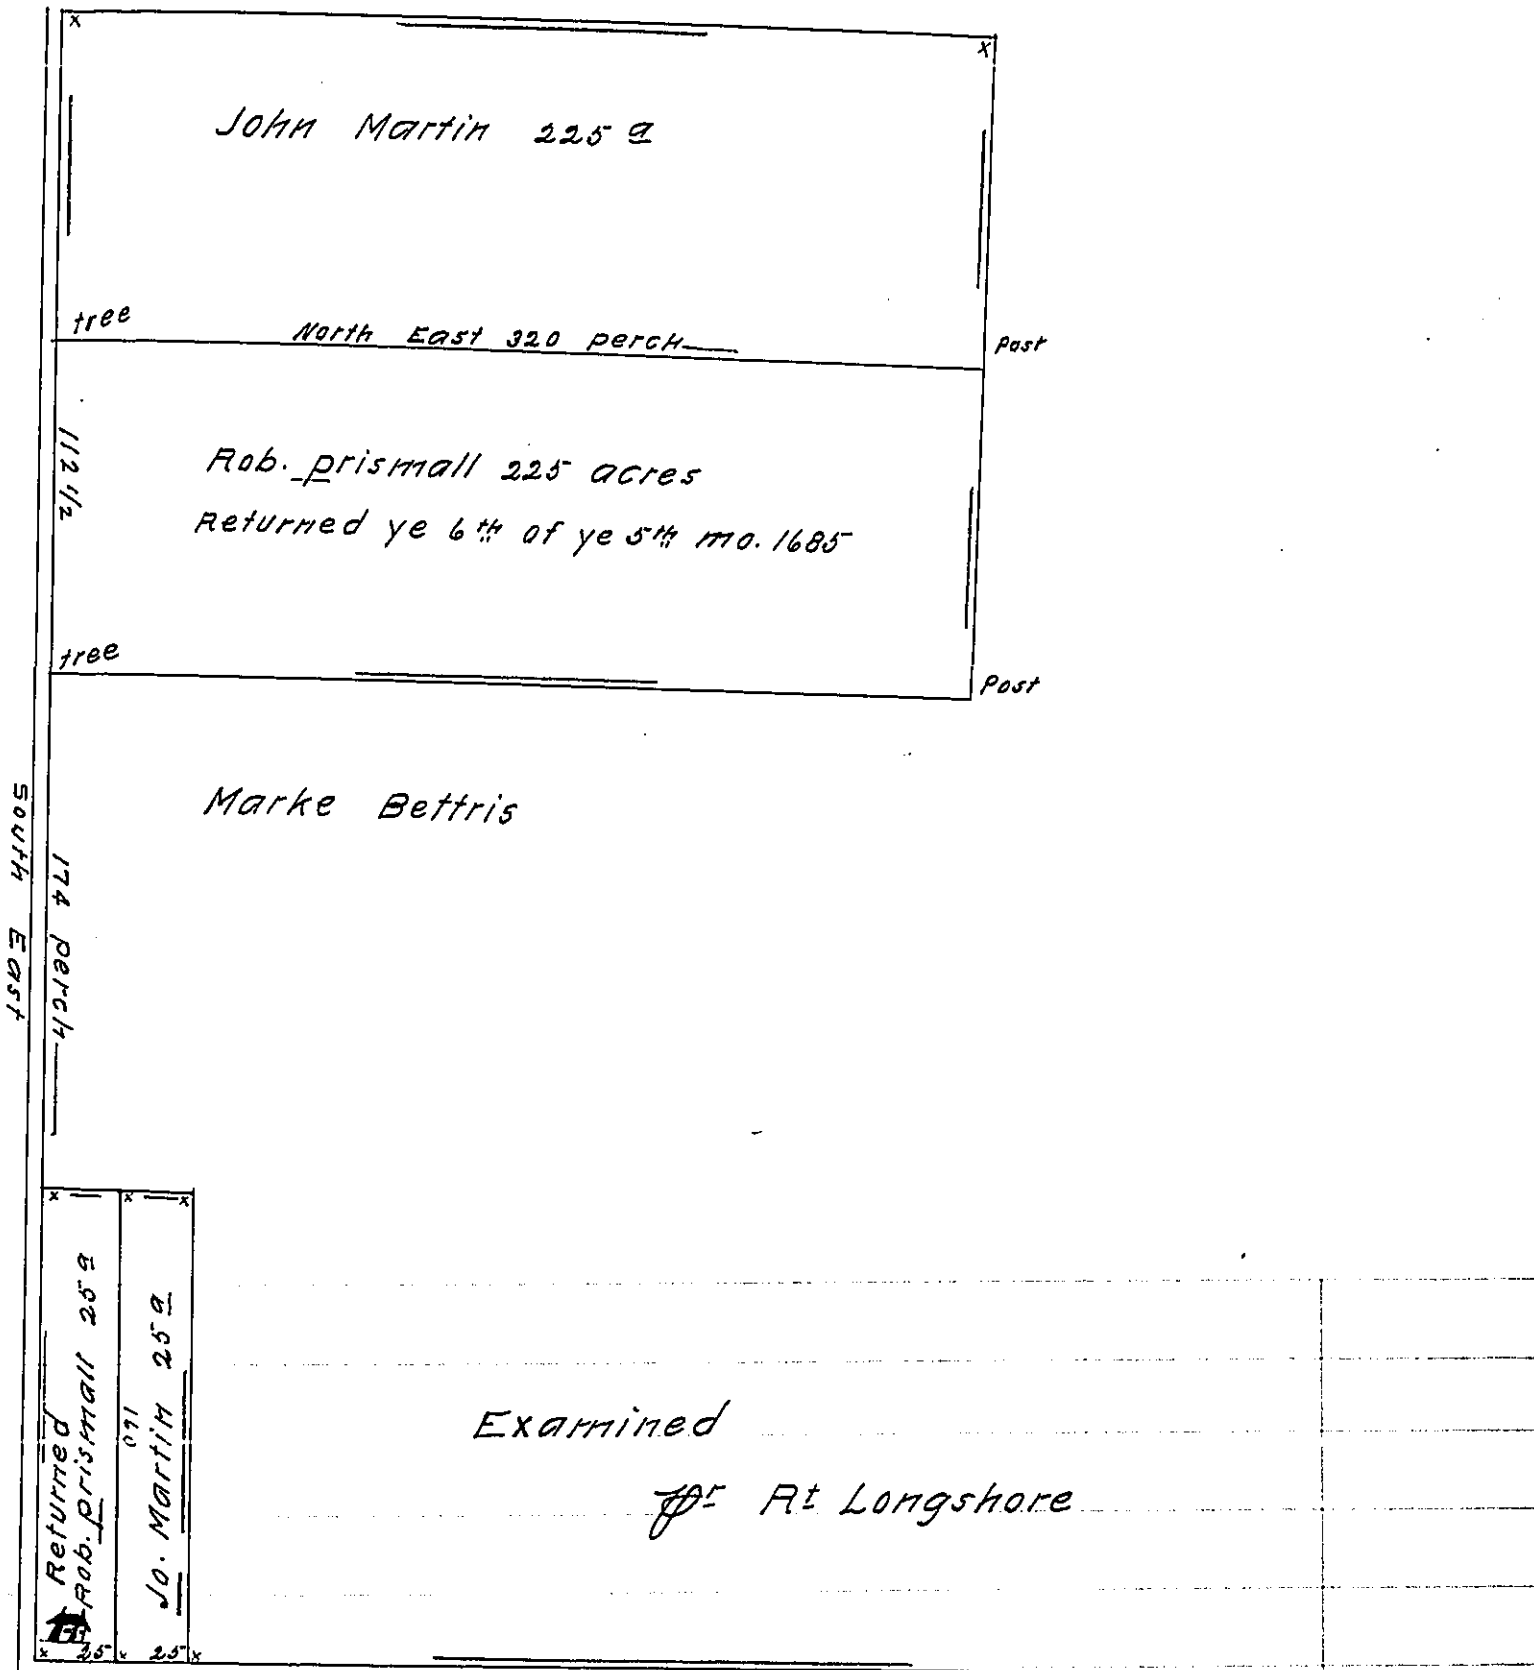 x
x
John Martin 225 a
tree
North East 320 perch
post
112 1/2
Rob. prismall 225 acres
Returned ye 6th of ye 5th mo. 1685
tree
Post
Marke Bettris
South East
174 perch
x
x
x
Returned
Rob. prismall 25 a
160
Jo. Martin 25 a
Examined
pr Rt Longshore
x 25 x 25 x